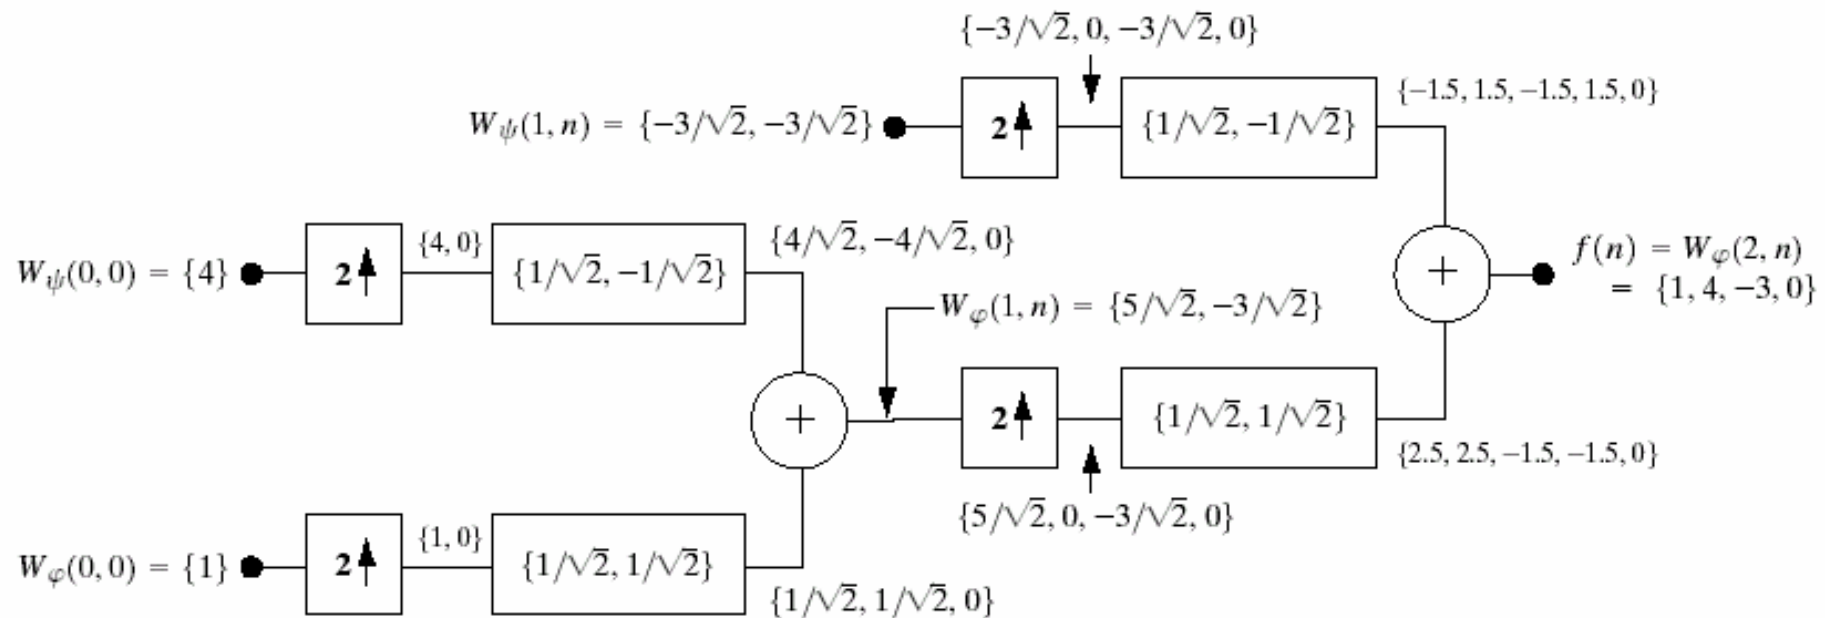 {−3/√2, 0, −3/√2, 0}
W_ψ(1, n) = {−3/√2, −3/√2}
2
{1/√2, −1/√2}
{−1.5, 1.5, −1.5, 1.5, 0}
W_ψ(0, 0) = {4}
2
{4, 0}
{1/√2, −1/√2}
{4/√2, −4/√2, 0}
+
f(n) = W_φ(2, n)
= {1, 4, −3, 0}
W_φ(1, n) = {5/√2, −3/√2}
+
2
{1/√2, 1/√2}
{2.5, 2.5, −1.5, −1.5, 0}
{5/√2, 0, −3/√2, 0}
W_φ(0, 0) = {1}
2
{1, 0}
{1/√2, 1/√2}
{1/√2, 1/√2, 0}